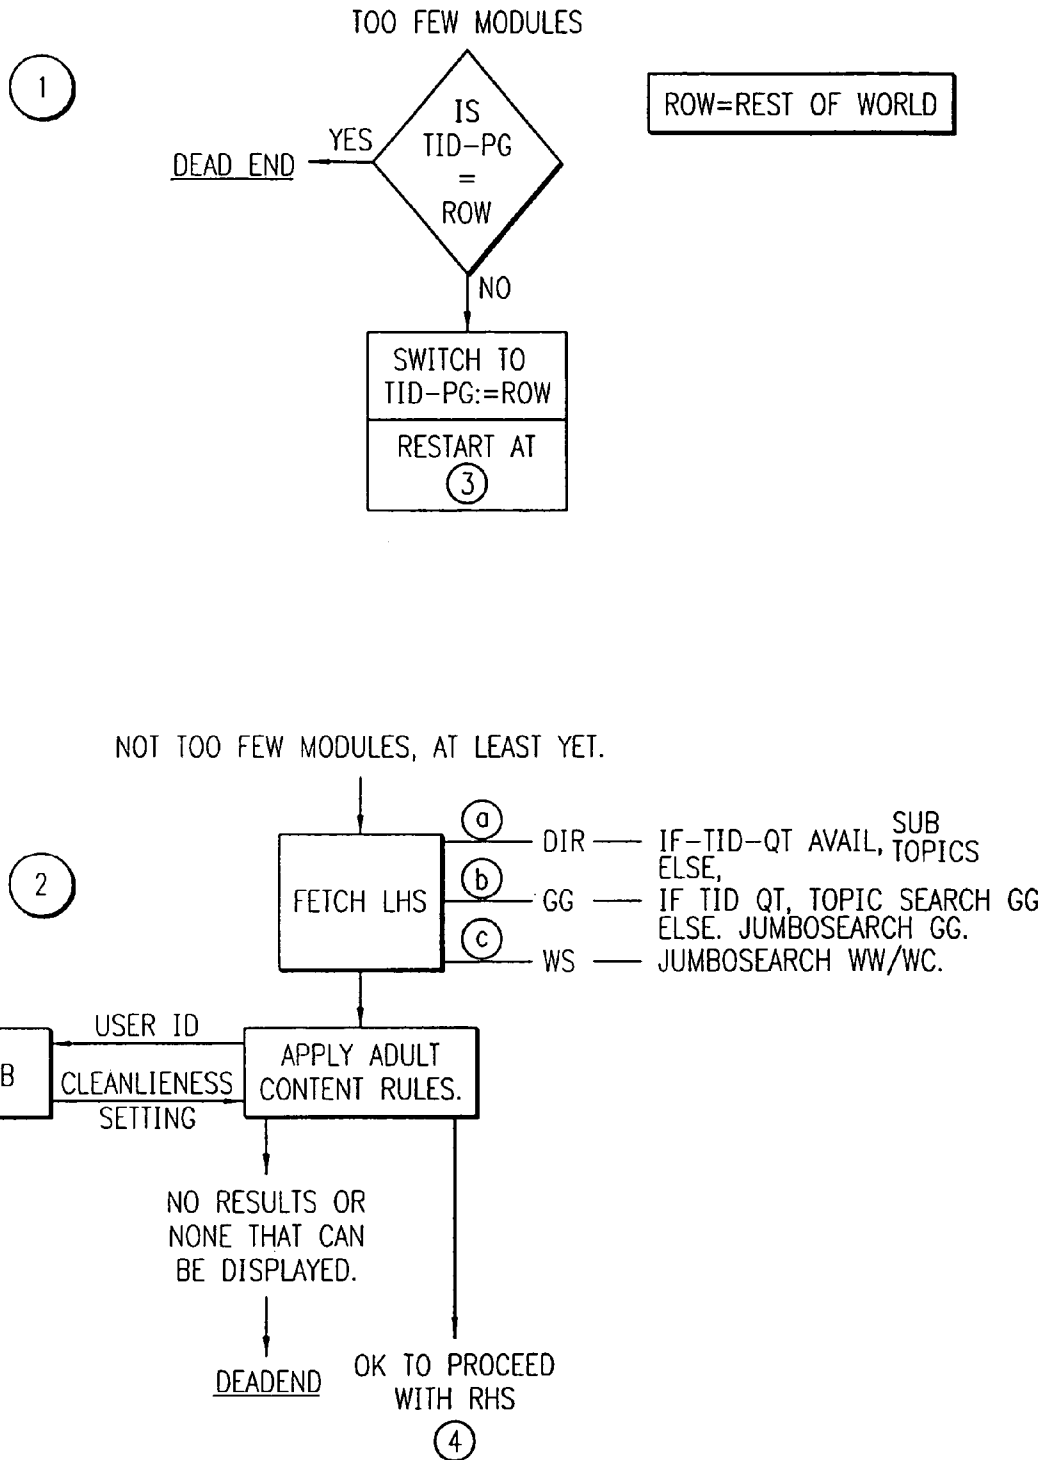 TOO FEW MODULES
1
ROW=REST OF WORLD
IS
TID-PG
=
ROW
YES
DEAD END
NO
SWITCH TO
TID-PG:=ROW
RESTART AT
3
NOT TOO FEW MODULES, AT LEAST YET.
2
FETCH LHS
a
DIR
IF-TID-QT AVAIL, SUB TOPICS
ELSE,
b
GG
IF TID QT, TOPIC SEARCH GG
ELSE. JUMBOSEARCH GG.
c
WS
JUMBOSEARCH WW/WC.
USER ID
B
CLEANLIENESS
SETTING
APPLY ADULT
CONTENT RULES.
NO RESULTS OR
NONE THAT CAN
BE DISPLAYED.
DEADEND
OK TO PROCEED
WITH RHS
4